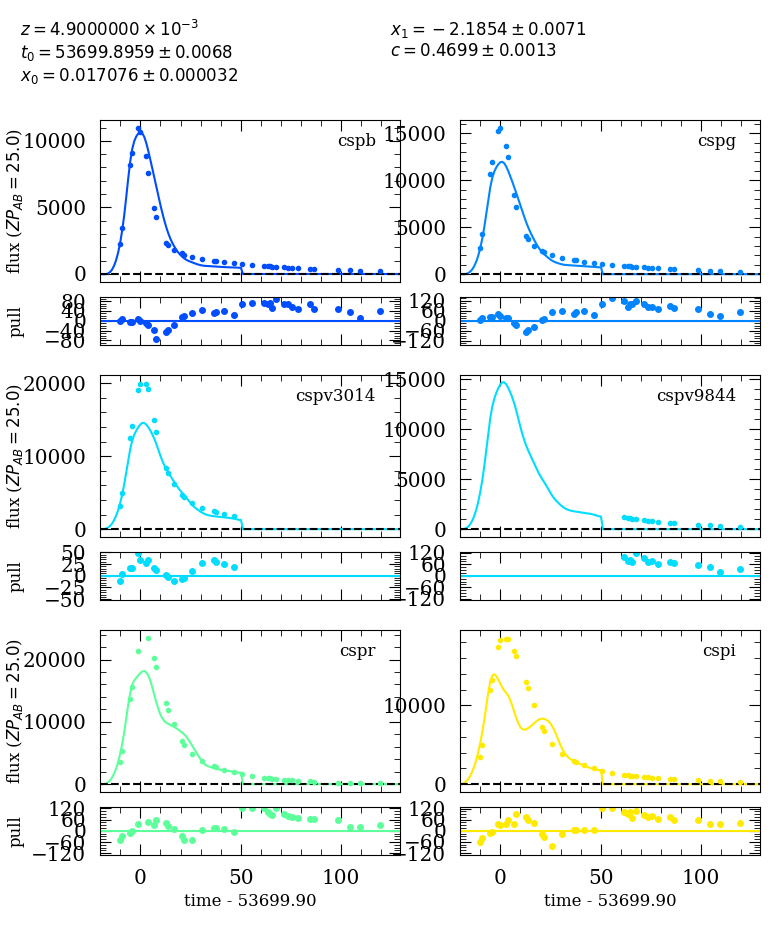 z = 4.9000000 × 10⁻³
t₀ = 53699.8959 ± 0.0068
x₀ = 0.017076 ± 0.000032
x₁ = −2.1854 ± 0.0071
c = 0.4699 ± 0.0013
cspb
10000
5000
0
flux (ZP_AB = 25.0)
cspg
15000
10000
5000
0
80
40
0
−40
−80
pull
120
60
0
−60
−120
cspv3014
20000
10000
0
flux (ZP_AB = 25.0)
cspv9844
15000
10000
5000
0
50
25
0
−25
−50
pull
120
60
0
−60
−120
cspr
20000
10000
0
flux (ZP_AB = 25.0)
cspi
10000
0
120
60
0
−60
−120
pull
120
60
0
−60
−120
0 50 100
time - 53699.90
0 50 100
time - 53699.90